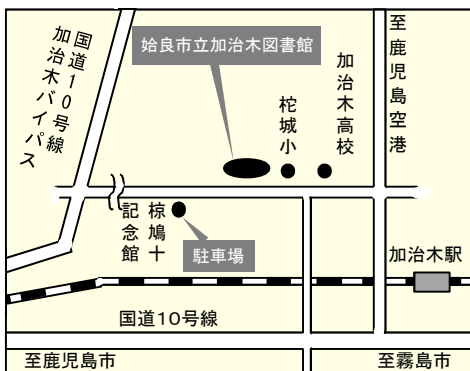 国道10号線
加治木バイパス
姶良市立加治木図書館
柁城小
加治木高校
至鹿児島空港
椋鳩十
記念館
駐車場
加治木駅
国道10号線
至鹿児島市
至霧島市